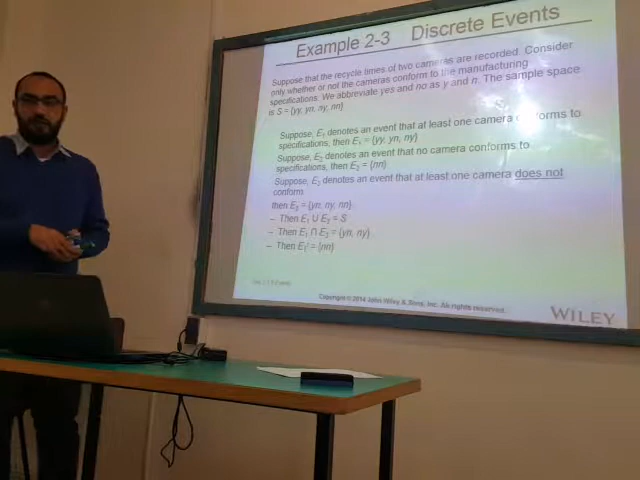 Example 2-3 Discrete Events
Suppose that the recycle times of two cameras are recorded. Consider
only whether or not the cameras conform to the manufacturing
specifications. We abbreviate yes and no as y and n. The sample space
is S = {yy, yn, ny, nn}
Suppose, E₁ denotes an event that at least one camera conforms to
specifications, then E₁ = {yy, yn, ny}
Suppose, E₂ denotes an event that no camera conforms to
specifications, then E₂ = {nn}
Suppose, E₃ denotes an event that at least one camera does not
conform.
then E₃ = {yn, ny, nn}.
– Then E₁ ∪ E₃ = S
– Then E₁ ∩ E₃ = {yn, ny}
– Then E₁' = {nn}
Copyright © 2014 John Wiley & Sons, Inc. All rights reserved.
WILEY